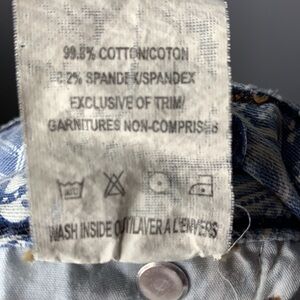 99.8% COTTON/COTON
2% SPANDEX/SPANDEX
EXCLUSIVE OF TRIM/
GARNITURES NON-COMPRISES
WASH INSIDE OUT/LAVER A L'ENVERS